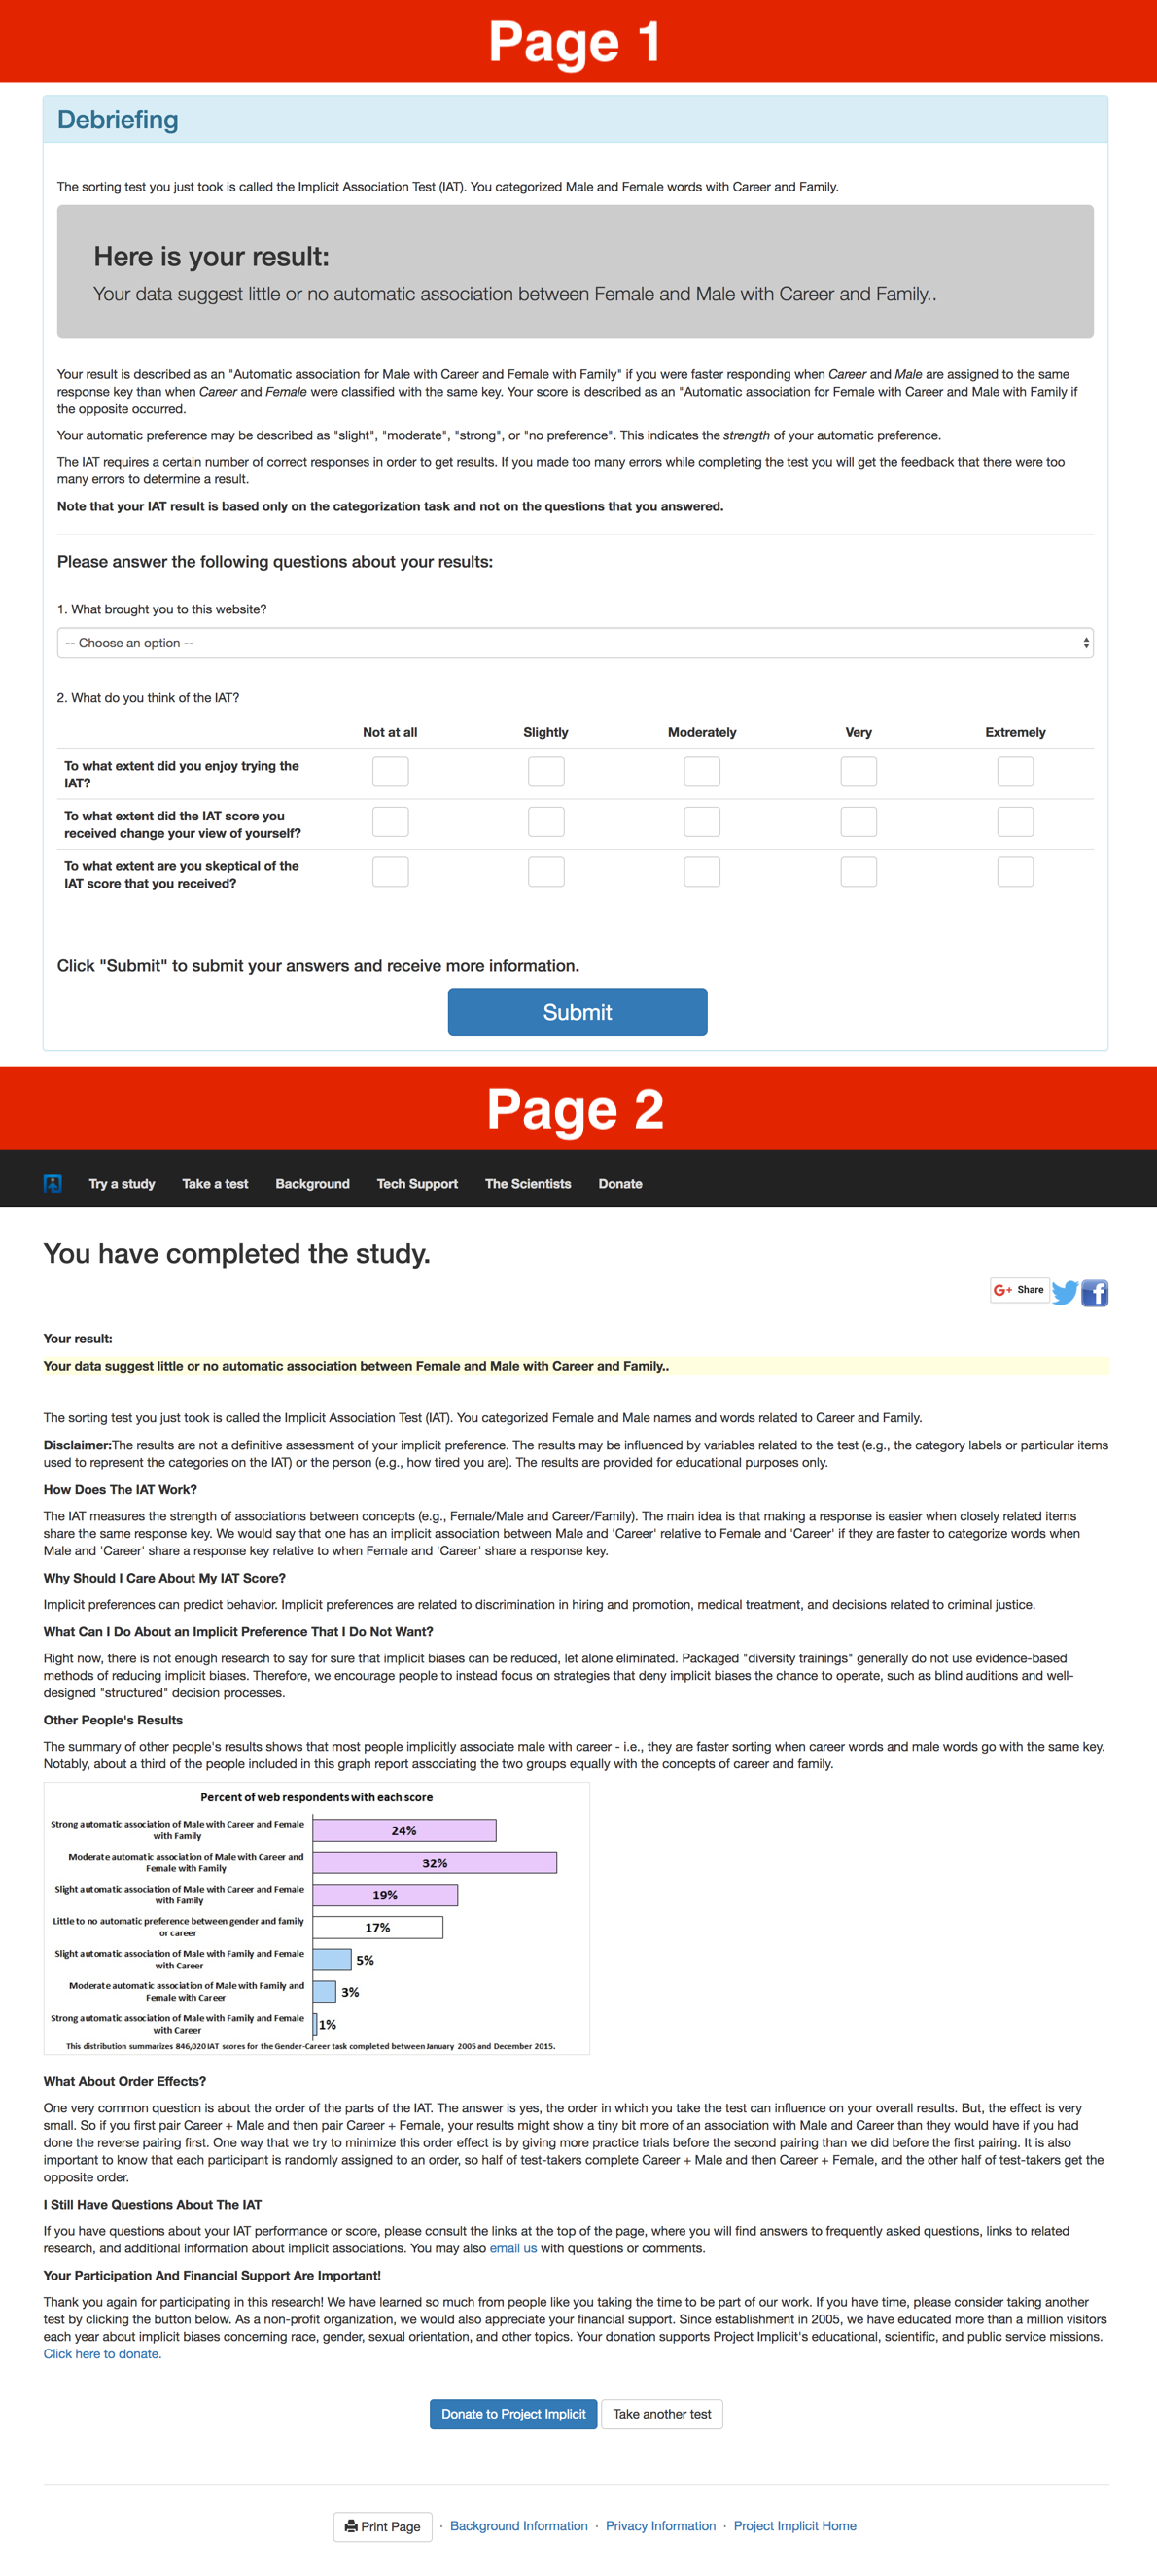 Page 1
Debriefing
The sorting test you just took is called the Implicit Association Test (IAT). You categorized Male and Female words with Career and Family.
Here is your result:
Your data suggest little or no automatic association between Female and Male with Career and Family..
Your result is described as an "Automatic association for Male with Career and Female with Family" if you were faster responding when Career and Male are assigned to the same
response key than when Career and Female were classified with the same key. Your score is described as an "Automatic association for Female with Career and Male with Family if
the opposite occurred.
Your automatic preference may be described as "slight", "moderate", "strong", or "no preference". This indicates the strength of your automatic preference.
The IAT requires a certain number of correct responses in order to get results. If you made too many errors while completing the test you will get the feedback that there were too
many errors to determine a result.
Note that your IAT result is based only on the categorization task and not on the questions that you answered.
Please answer the following questions about your results:
1. What brought you to this website?
-- Choose an option --
2. What do you think of the IAT?
Not at all Slightly Moderately Very Extremely
To what extent did you enjoy trying the
IAT?
To what extent did the IAT score you
received change your view of yourself?
To what extent are you skeptical of the
IAT score that you received?
Click "Submit" to submit your answers and receive more information.
Submit
Page 2
Try a study Take a test Background Tech Support The Scientists Donate
You have completed the study.
G+ Share
Your result:
Your data suggest little or no automatic association between Female and Male with Career and Family..
The sorting test you just took is called the Implicit Association Test (IAT). You categorized Female and Male names and words related to Career and Family.
Disclaimer:The results are not a definitive assessment of your implicit preference. The results may be influenced by variables related to the test (e.g., the category labels or particular items
used to represent the categories on the IAT) or the person (e.g., how tired you are). The results are provided for educational purposes only.
How Does The IAT Work?
The IAT measures the strength of associations between concepts (e.g., Female/Male and Career/Family). The main idea is that making a response is easier when closely related items
share the same response key. We would say that one has an implicit association between Male and 'Career' relative to Female and 'Career' if they are faster to categorize words when
Male and 'Career' share a response key relative to when Female and 'Career' share a response key.
Why Should I Care About My IAT Score?
Implicit preferences can predict behavior. Implicit preferences are related to discrimination in hiring and promotion, medical treatment, and decisions related to criminal justice.
What Can I Do About an Implicit Preference That I Do Not Want?
Right now, there is not enough research to say for sure that implicit biases can be reduced, let alone eliminated. Packaged "diversity trainings" generally do not use evidence-based
methods of reducing implicit biases. Therefore, we encourage people to instead focus on strategies that deny implicit biases the chance to operate, such as blind auditions and well-
designed "structured" decision processes.
Other People's Results
The summary of other people's results shows that most people implicitly associate male with career - i.e., they are faster sorting when career words and male words go with the same key.
Notably, about a third of the people included in this graph report associating the two groups equally with the concepts of career and family.
Percent of web respondents with each score
Strong automatic association of Male with Career and Female
with Family
24%
Moderate automatic association of Male with Career and
Female with Family
32%
Slight automatic association of Male with Career and Female
with Family
19%
Little to no automatic preference between gender and family
or career
17%
Slight automatic association of Male with Family and Female
with Career
5%
Moderate automatic association of Male with Family and
Female with Career
3%
Strong automatic association of Male with Family and Female
with Career
1%
This distribution summarizes 846,020 IAT scores for the Gender-Career task completed between January 2005 and December 2015.
What About Order Effects?
One very common question is about the order of the parts of the IAT. The answer is yes, the order in which you take the test can influence on your overall results. But, the effect is very
small. So if you first pair Career + Male and then pair Career + Female, your results might show a tiny bit more of an association with Male and Career than they would have if you had
done the reverse pairing first. One way that we try to minimize this order effect is by giving more practice trials before the second pairing than we did before the first pairing. It is also
important to know that each participant is randomly assigned to an order, so half of test-takers complete Career + Male and then Career + Female, and the other half of test-takers get the
opposite order.
I Still Have Questions About The IAT
If you have questions about your IAT performance or score, please consult the links at the top of the page, where you will find answers to frequently asked questions, links to related
research, and additional information about implicit associations. You may also email us with questions or comments.
Your Participation And Financial Support Are Important!
Thank you again for participating in this research! We have learned so much from people like you taking the time to be part of our work. If you have time, please consider taking another
test by clicking the button below. As a non-profit organization, we would also appreciate your financial support. Since establishment in 2005, we have educated more than a million visitors
each year about implicit biases concerning race, gender, sexual orientation, and other topics. Your donation supports Project Implicit's educational, scientific, and public service missions.
Click here to donate.
Donate to Project Implicit Take another test
Print Page · Background Information · Privacy Information · Project Implicit Home